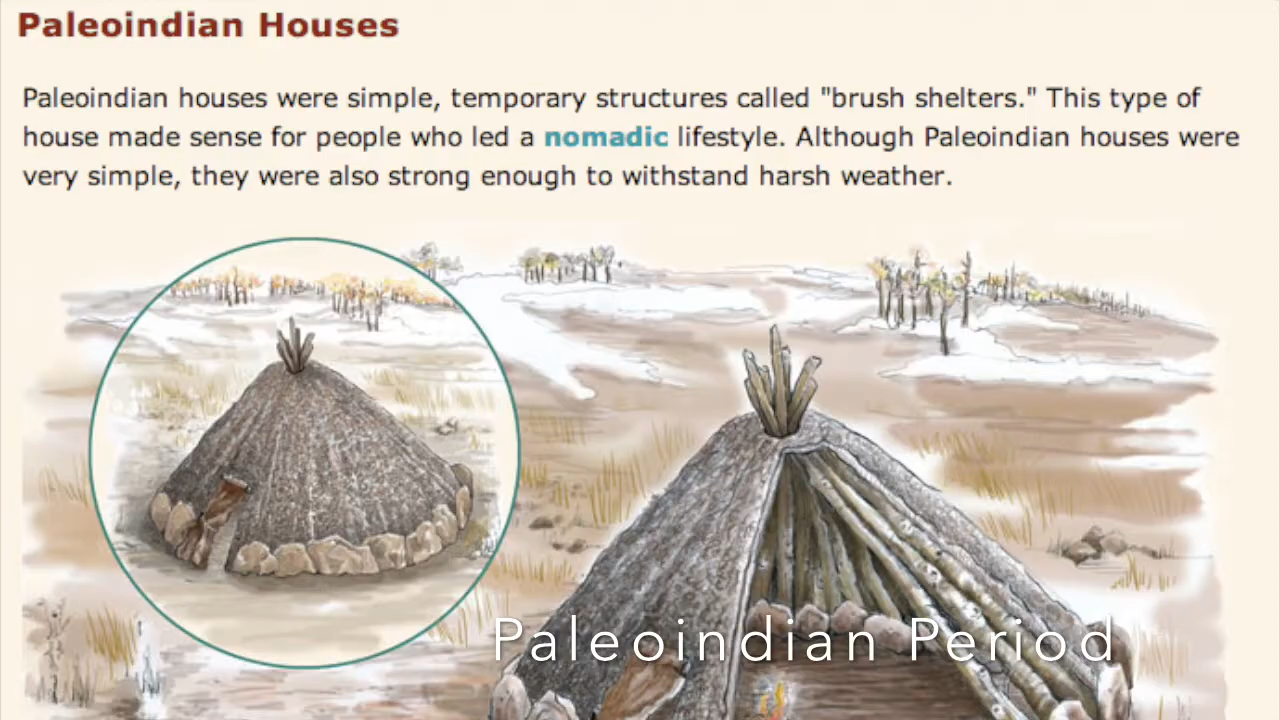 Paleoindian Houses
Paleoindian houses were simple, temporary structures called "brush shelters." This type of
house made sense for people who led a nomadic lifestyle. Although Paleoindian houses were
very simple, they were also strong enough to withstand harsh weather.
Paleoindian Period